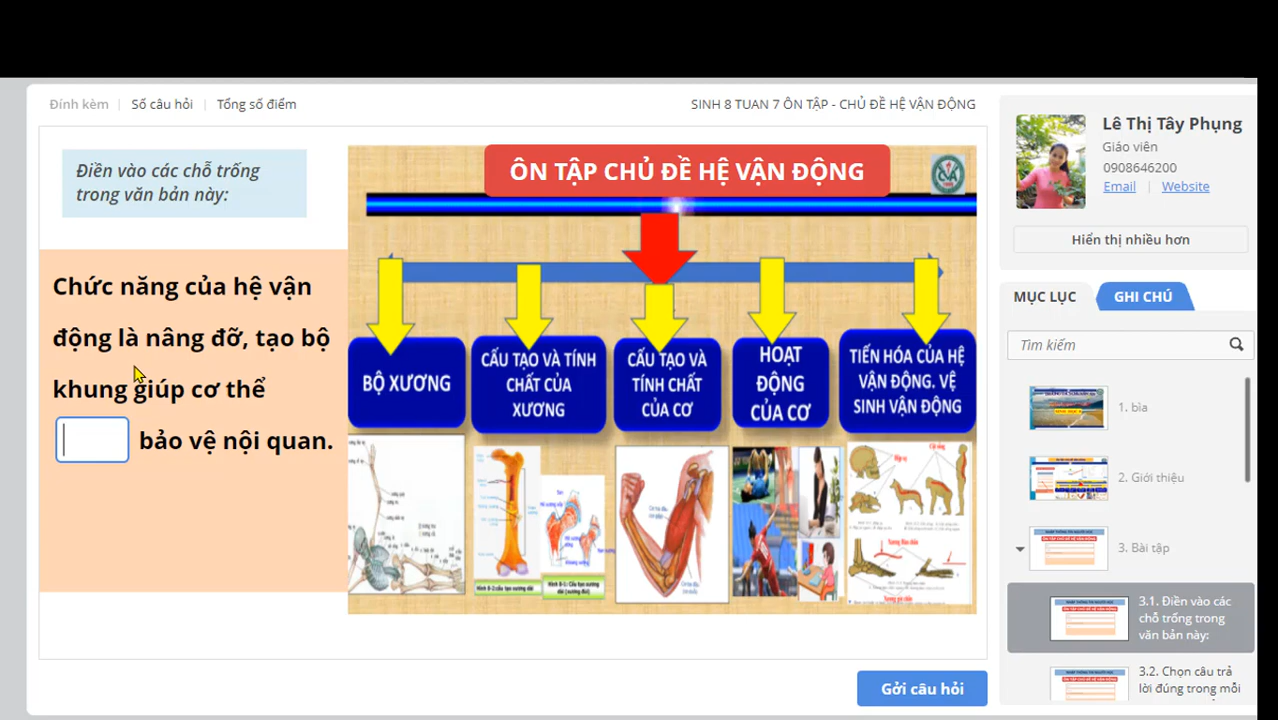 Đính kèm
Số câu hỏi
Tổng số điểm
SINH 8 TUAN 7 ÔN TẬP - CHỦ ĐỀ HỆ VẬN ĐỘNG
Điền vào các chỗ trống
trong văn bản này:
Chức năng của hệ vận
động là nâng đỡ, tạo bộ
khung giúp cơ thể
bảo vệ nội quan.
ÔN TẬP CHỦ ĐỀ HỆ VẬN ĐỘNG
BỘ XƯƠNG
CẤU TẠO VÀ TÍNH
CHẤT CỦA
XƯƠNG
CẤU TẠO VÀ
TÍNH CHẤT
CỦA CƠ
HOẠT
ĐỘNG
CỦA CƠ
TIẾN HÓA CỦA HỆ
VẬN ĐỘNG. VỆ
SINH VẬN ĐỘNG
Gởi câu hỏi
Lê Thị Tây Phụng
Giáo viên
0908646200
Email
Website
Hiển thị nhiều hơn
MỤC LỤC
GHI CHÚ
Tìm kiếm
1. bìa
2. Giới thiệu
3. Bài tập
3.1. Điền vào các
chỗ trống trong
văn bản này:
3.2. Chọn câu trả
lời đúng trong mỗi